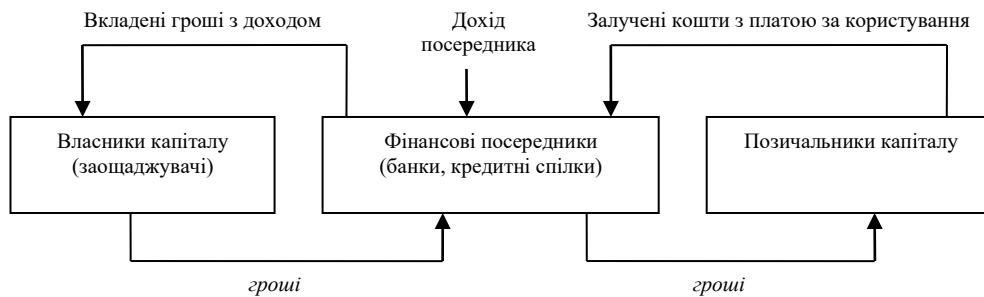 Вкладені гроші з доходом
Дохід
посередника
Залучені кошти з платою за користування
Власники капіталу
(заощаджувачі)
Фінансові посередники
(банки, кредитні спілки)
Позичальники капіталу
гроші
гроші